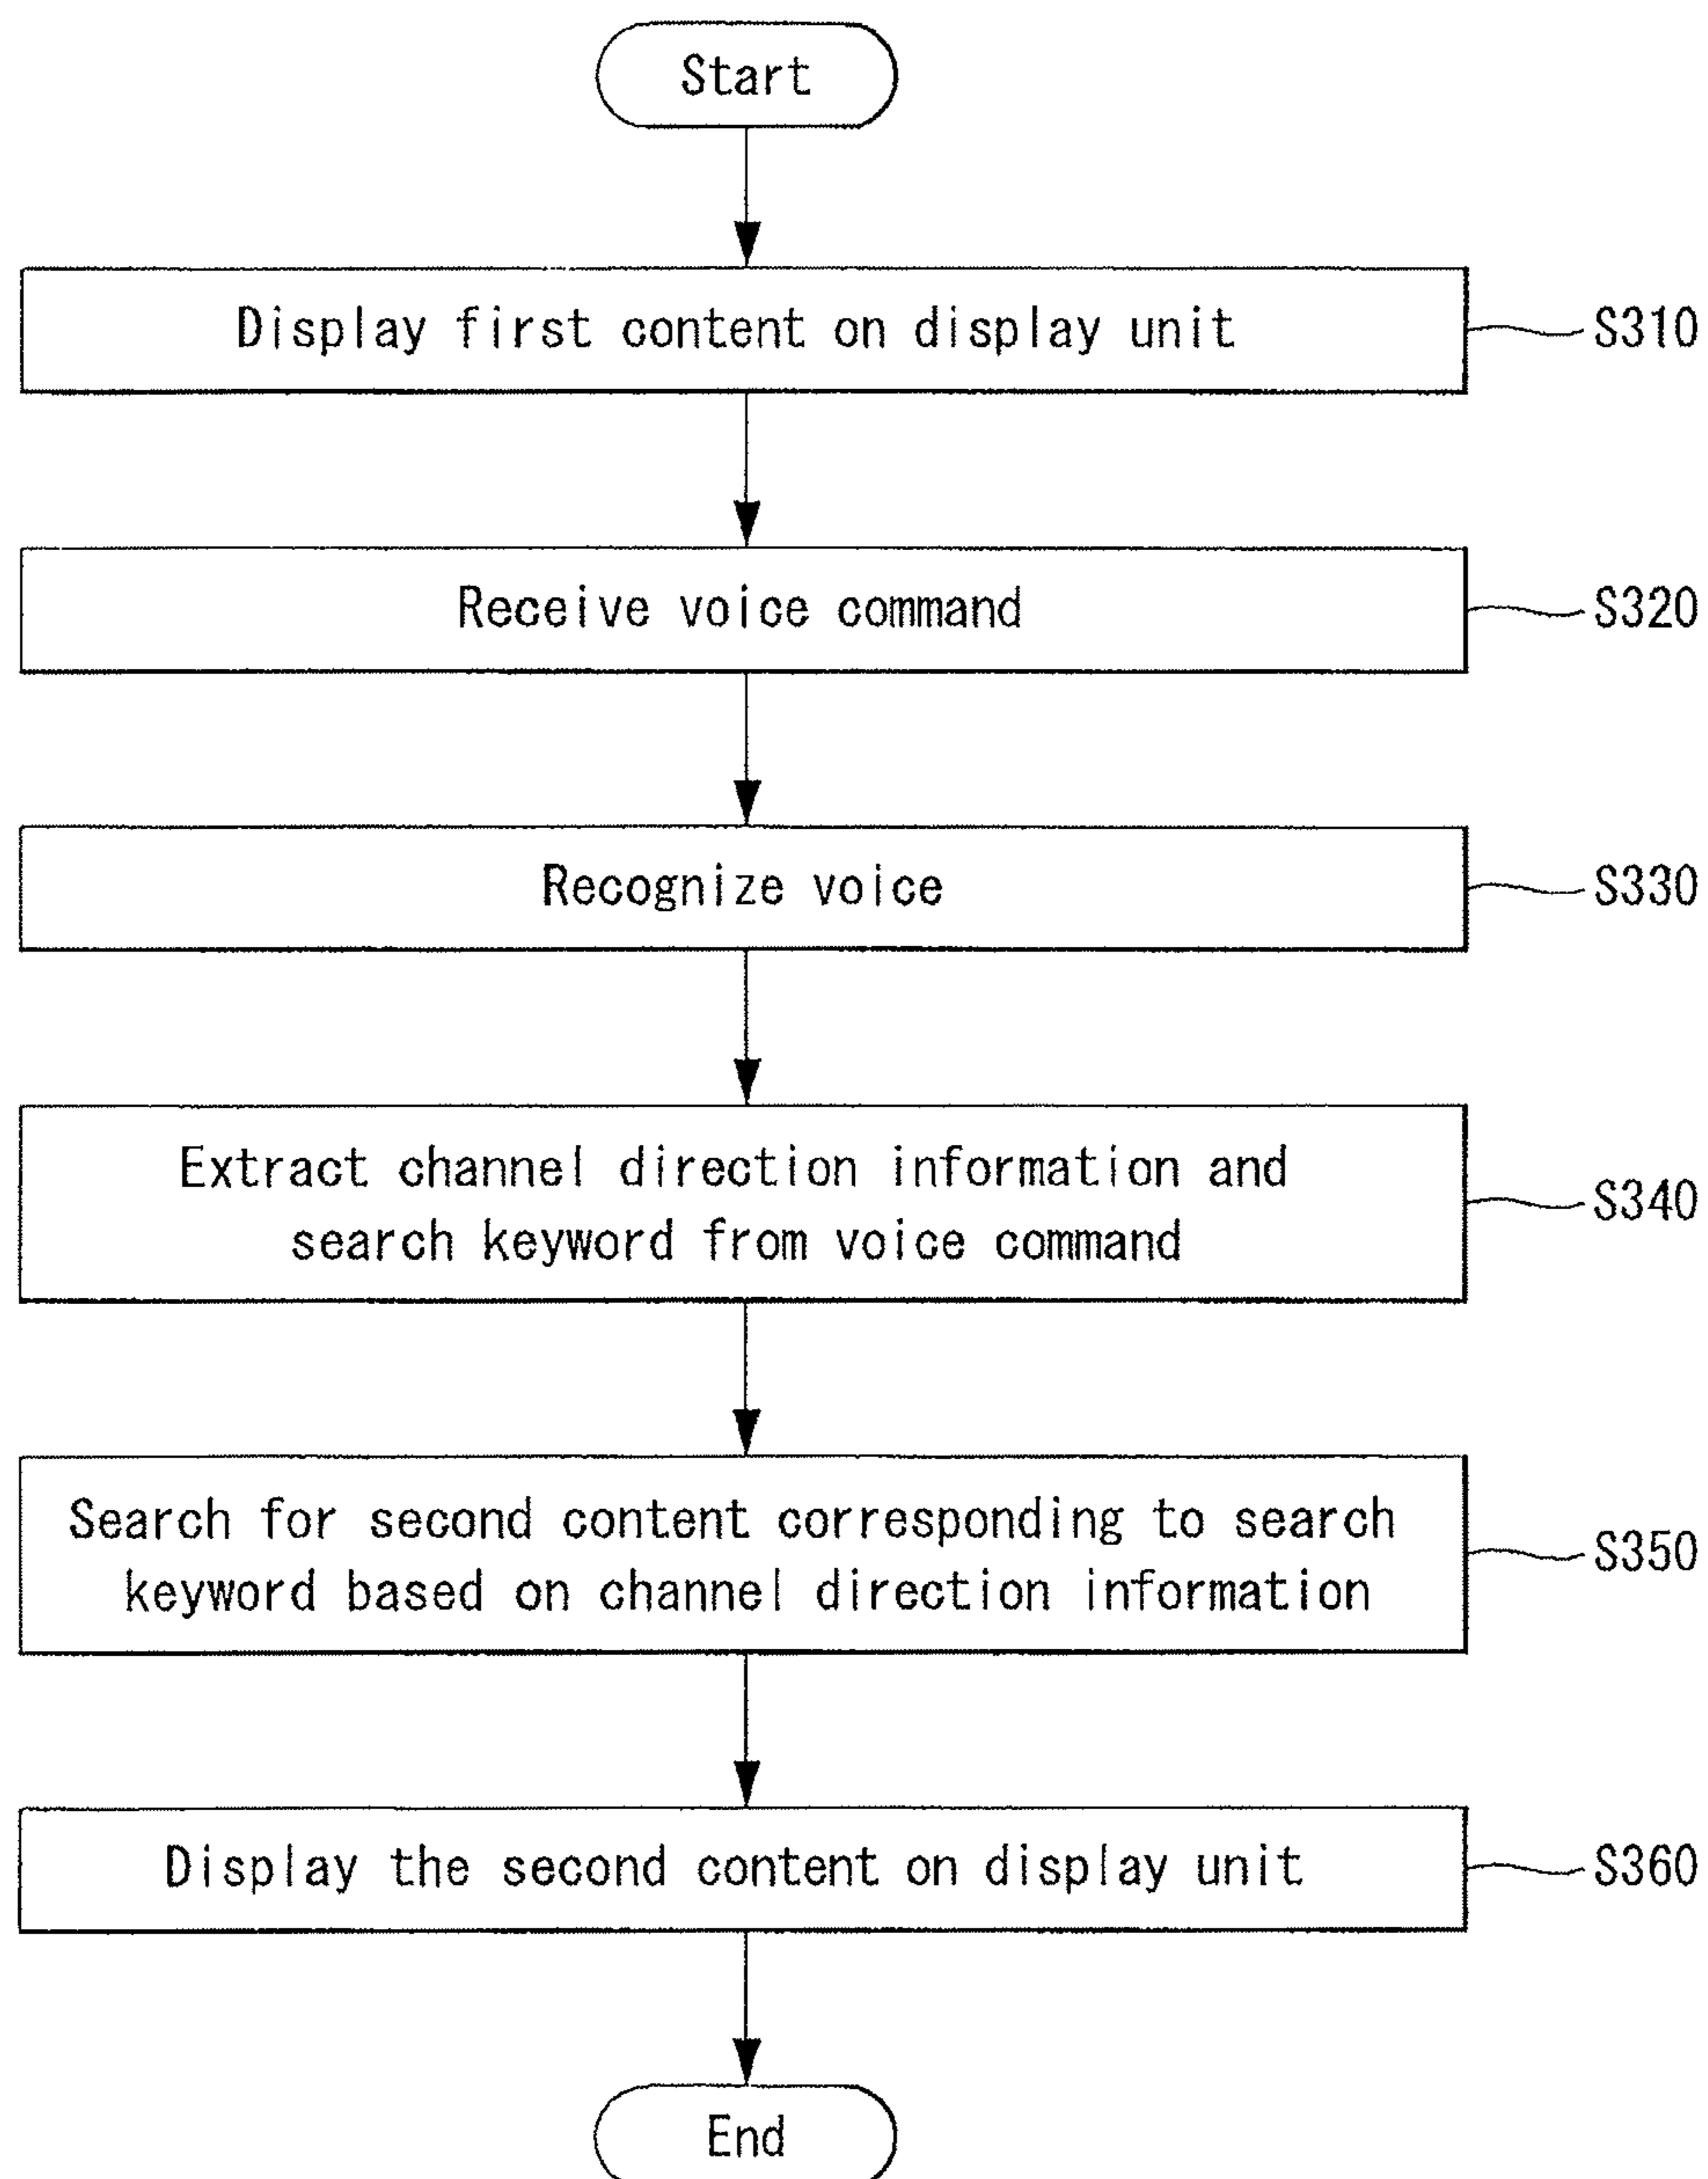 Start
Display first content on display unit
S310
Receive voice command
S320
Recognize voice
S330
Extract channel direction information and
search keyword from voice command
S340
Search for second content corresponding to search
keyword based on channel direction information
S350
Display the second content on display unit
S360
End